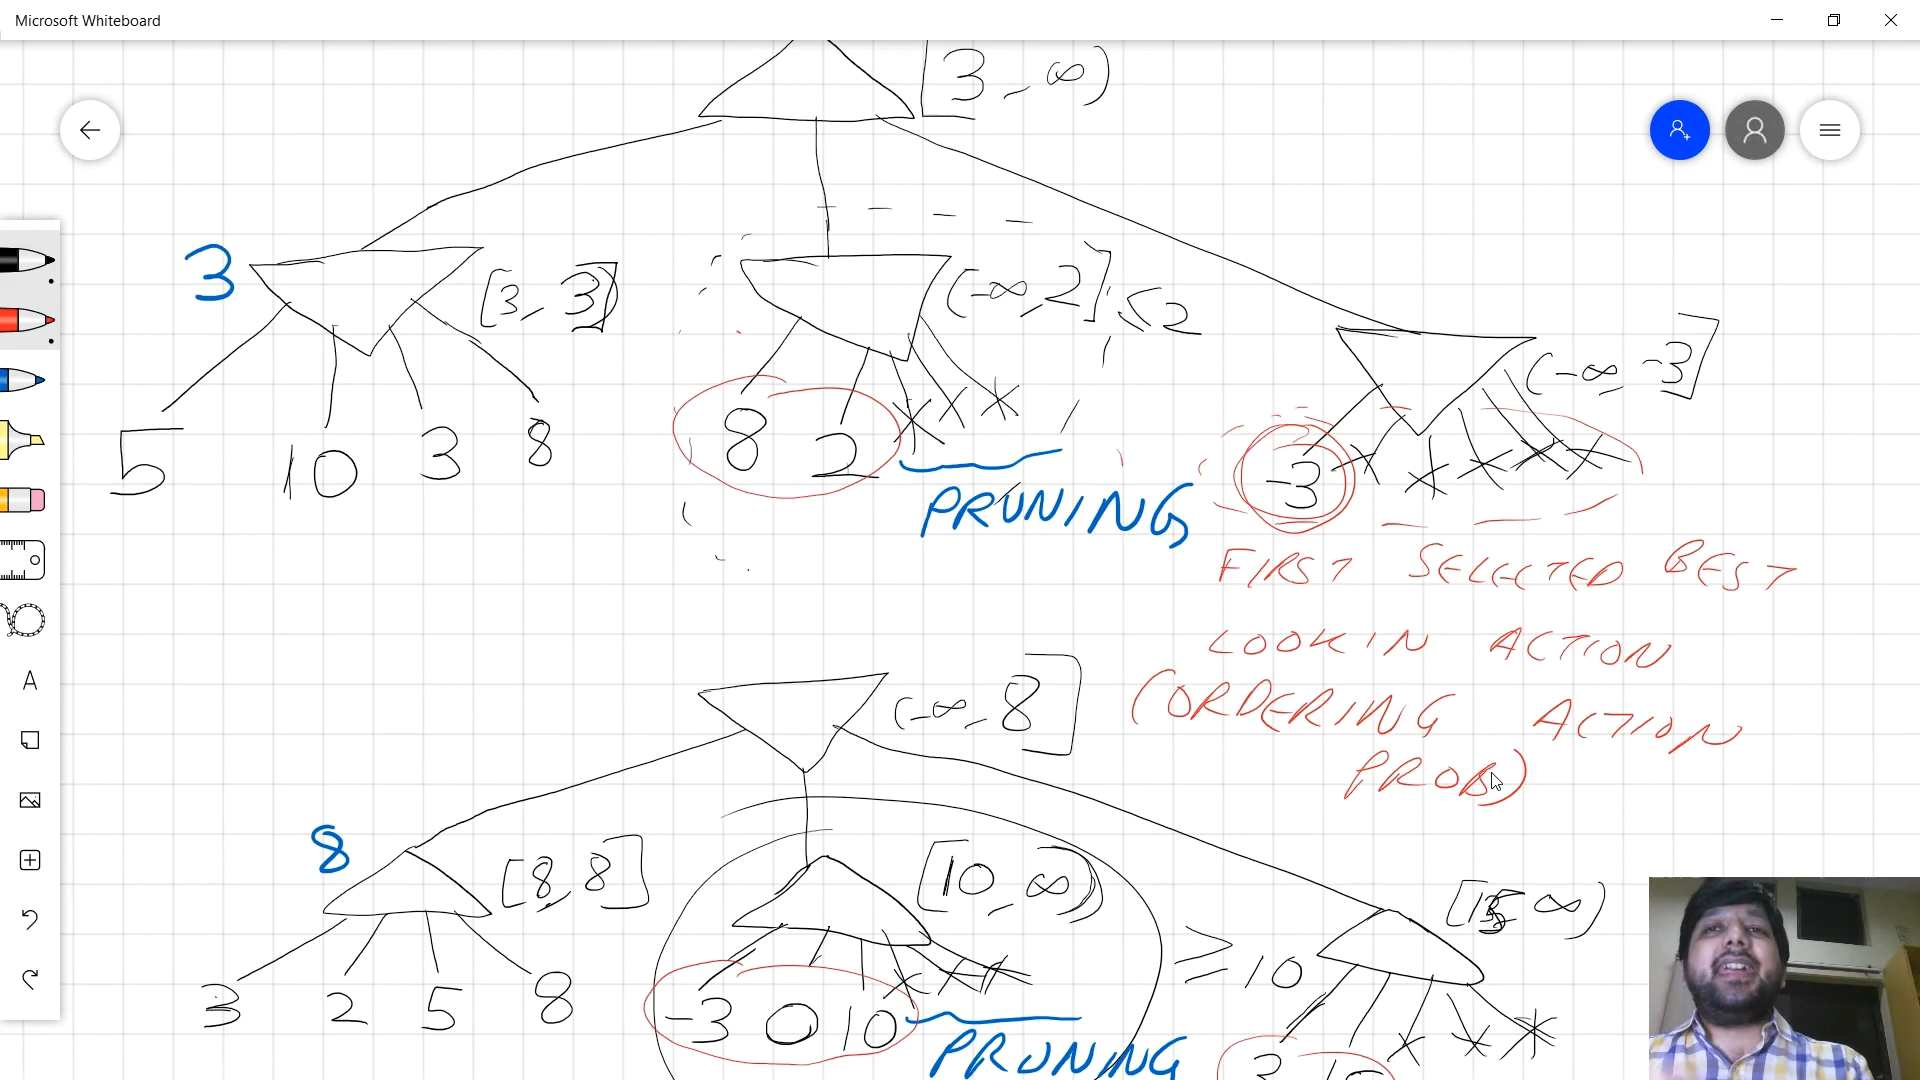 Microsoft Whiteboard
[3, ∞)
3 [3, 3] (-∞, 2] ≤2
(-∞, -3]
5 10 3 8 8 2 -3
PRUNING
FIRST SELECTED BEST
LOOKIN ACTION
(ORDERING ACTION
PROB)
(-∞, 8]
8 [8, 8] [10, ∞) [15 ∞)
≥10
3 2 5 8 -3 0 10
PRUNING
A